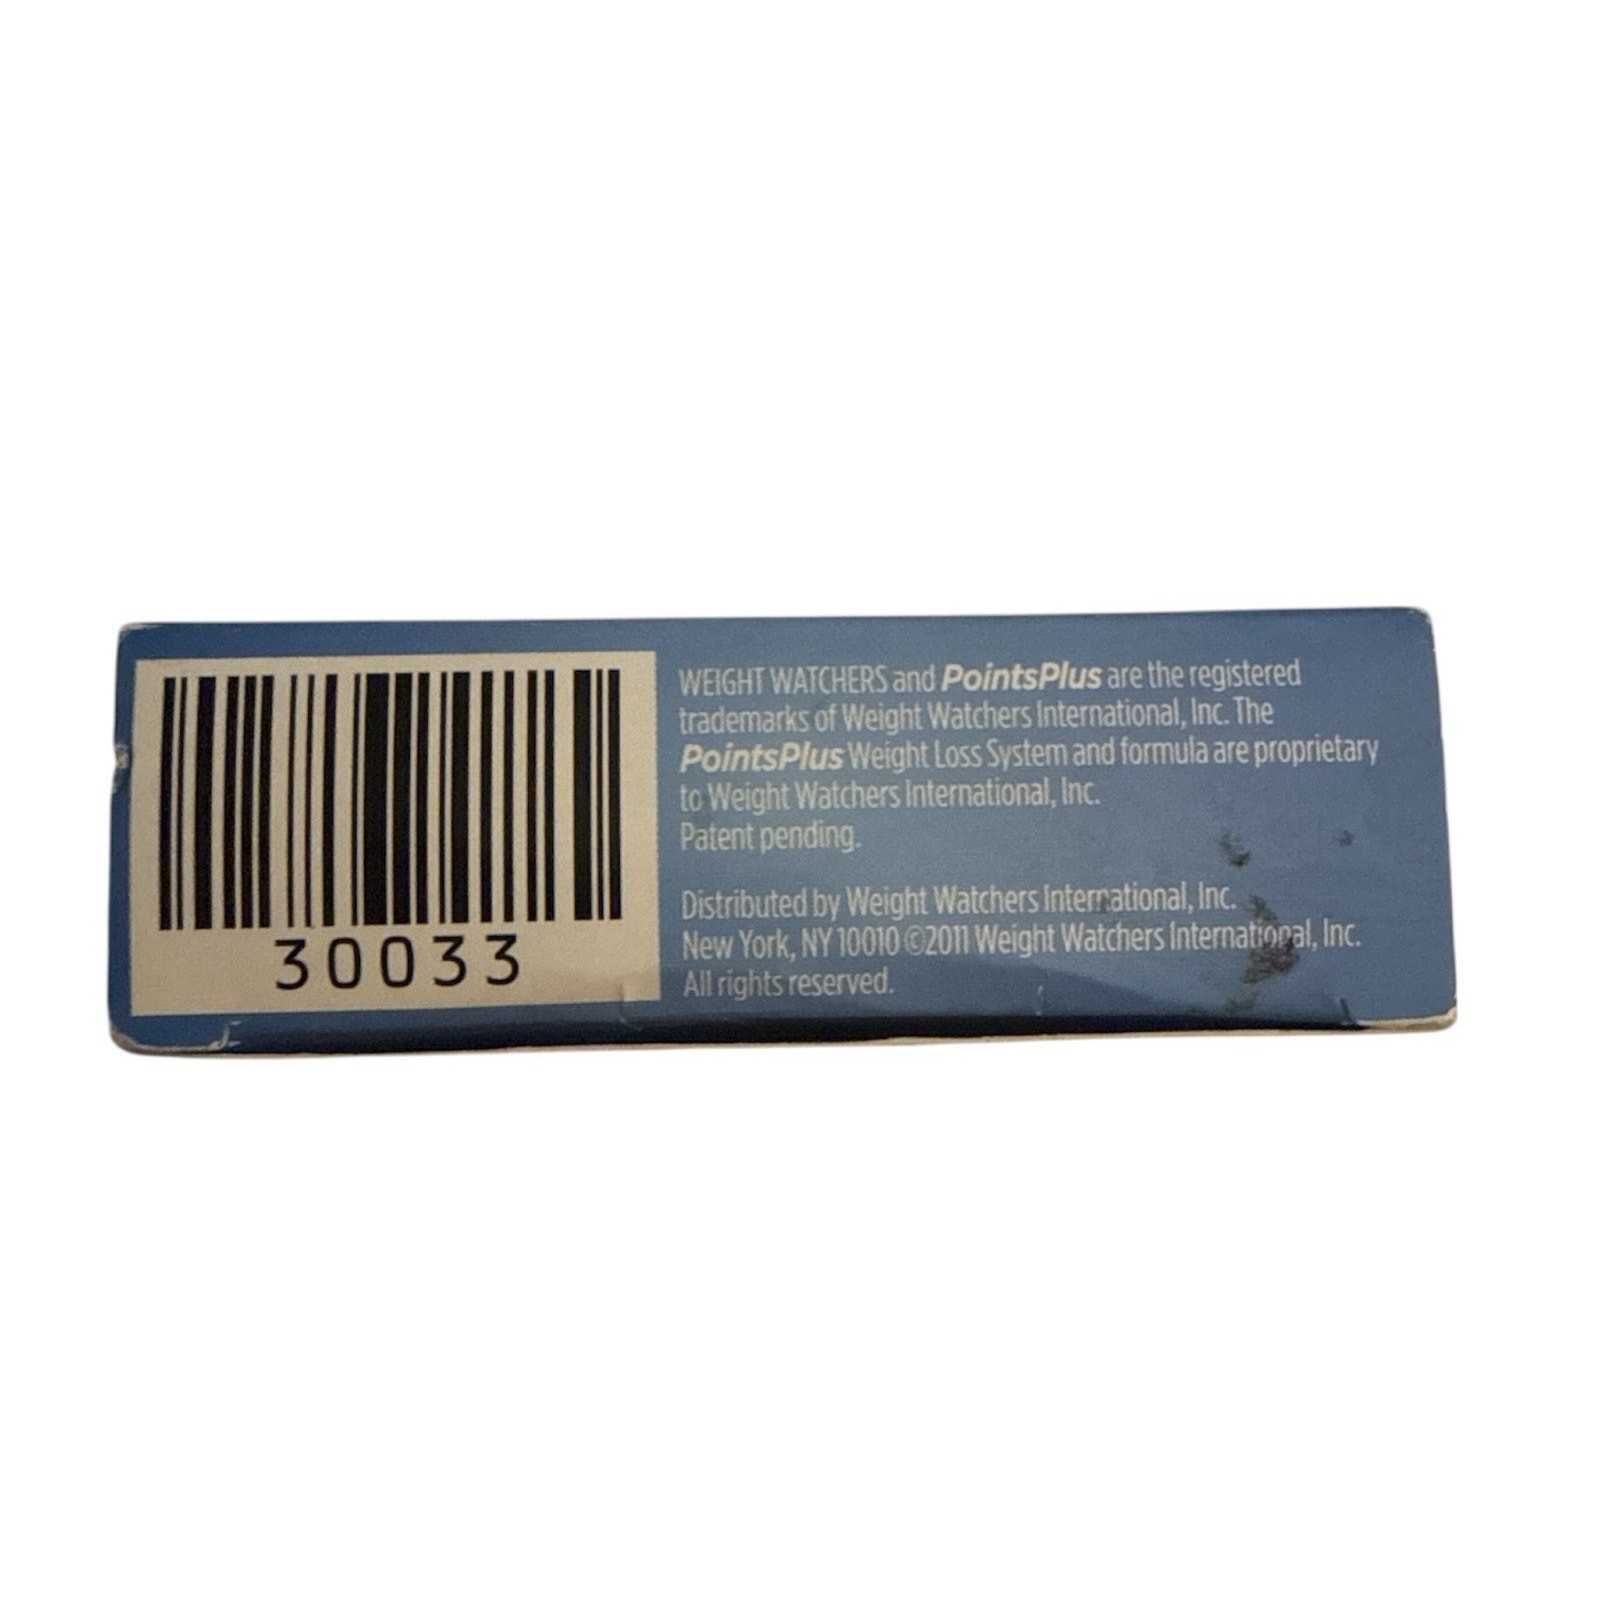 30033
WEIGHT WATCHERS and PointsPlus are the registered
trademarks of Weight Watchers International, Inc. The
PointsPlus Weight Loss System and formula are proprietary
to Weight Watchers International, Inc.
Patent pending.
Distributed by Weight Watchers International, Inc.
New York, NY 10010 ©2011 Weight Watchers International, Inc.
All rights reserved.